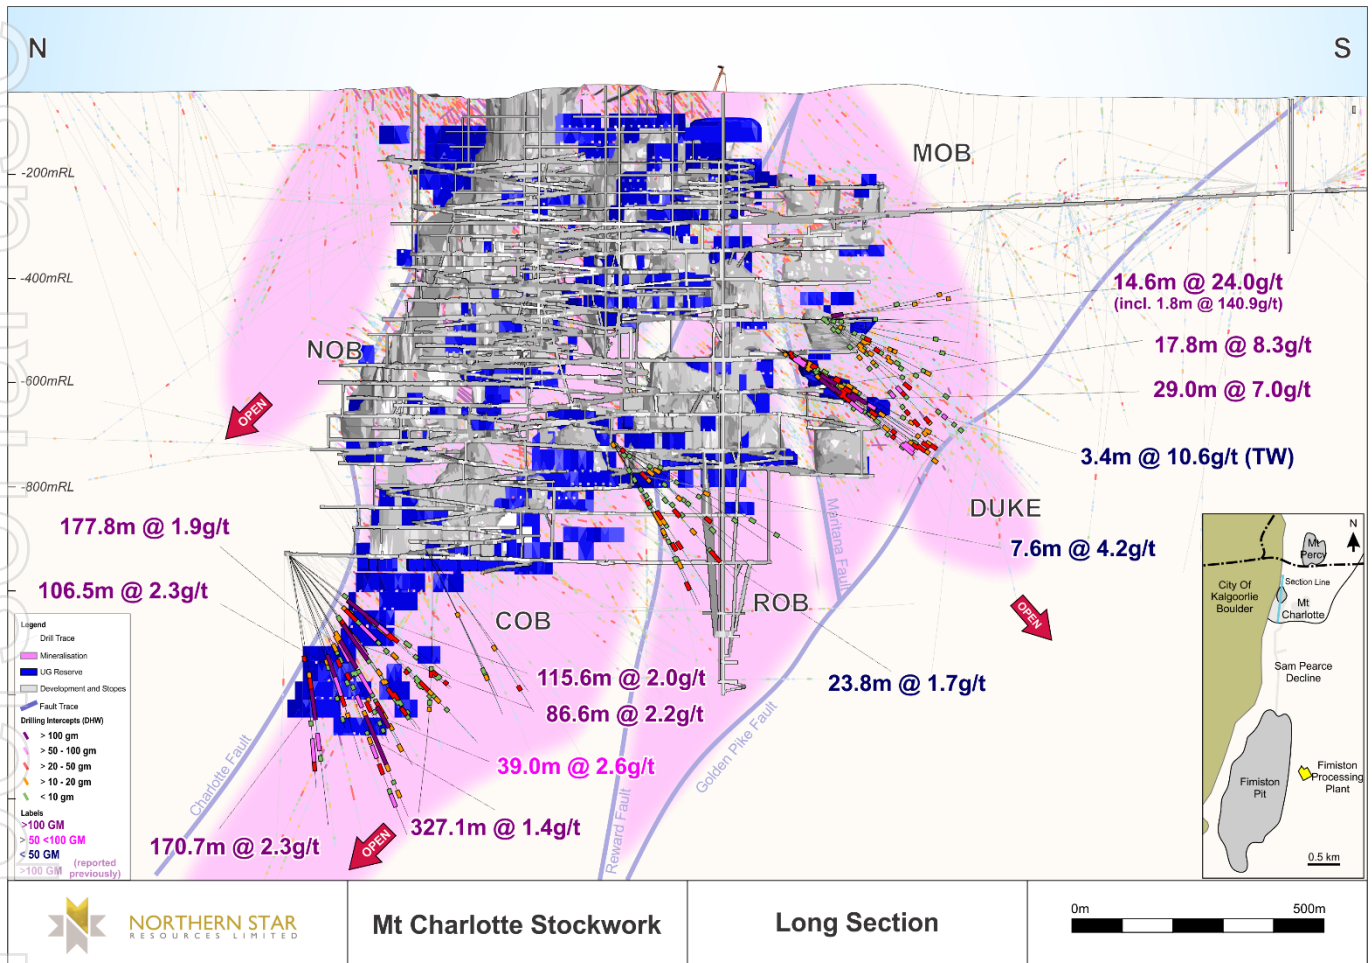 N
S
MOB
-200mRL
-400mRL
14.6m @ 24.0g/t
(incl. 1.8m @ 140.9g/t)
NOB
17.8m @ 8.3g/t
-600mRL
29.0m @ 7.0g/t
OPEN
3.4m @ 10.6g/t (TW)
-800mRL
DUKE
177.8m @ 1.9g/t
Maritana Fault
7.6m @ 4.2g/t
106.5m @ 2.3g/t
COB
ROB
OPEN
115.6m @ 2.0g/t
23.8m @ 1.7g/t
86.6m @ 2.2g/t
39.0m @ 2.6g/t
Charlotte Fault
Golden Pike Fault
Reward Fault
327.1m @ 1.4g/t
170.7m @ 2.3g/t
OPEN
Legend
Drill Trace
Mineralisation
UG Reserve
Development and Stopes
Fault Trace
Drilling Intercepts (DHW)
> 100 gm
> 50 - 100 gm
> 20 - 50 gm
> 10 - 20 gm
< 10 gm
Labels
>100 GM
> 50 <100 GM
< 50 GM
>100 GM (reported
previously)
N
Mt
Percy
City Of
Kalgoorlie
Boulder
Section Line
Mt
Charlotte
Sam Pearce
Decline
Fimiston
Pit
Fimiston
Processing
Plant
0.5 km
NORTHERN STAR
RESOURCES LIMITED
Mt Charlotte Stockwork
Long Section
0m
500m